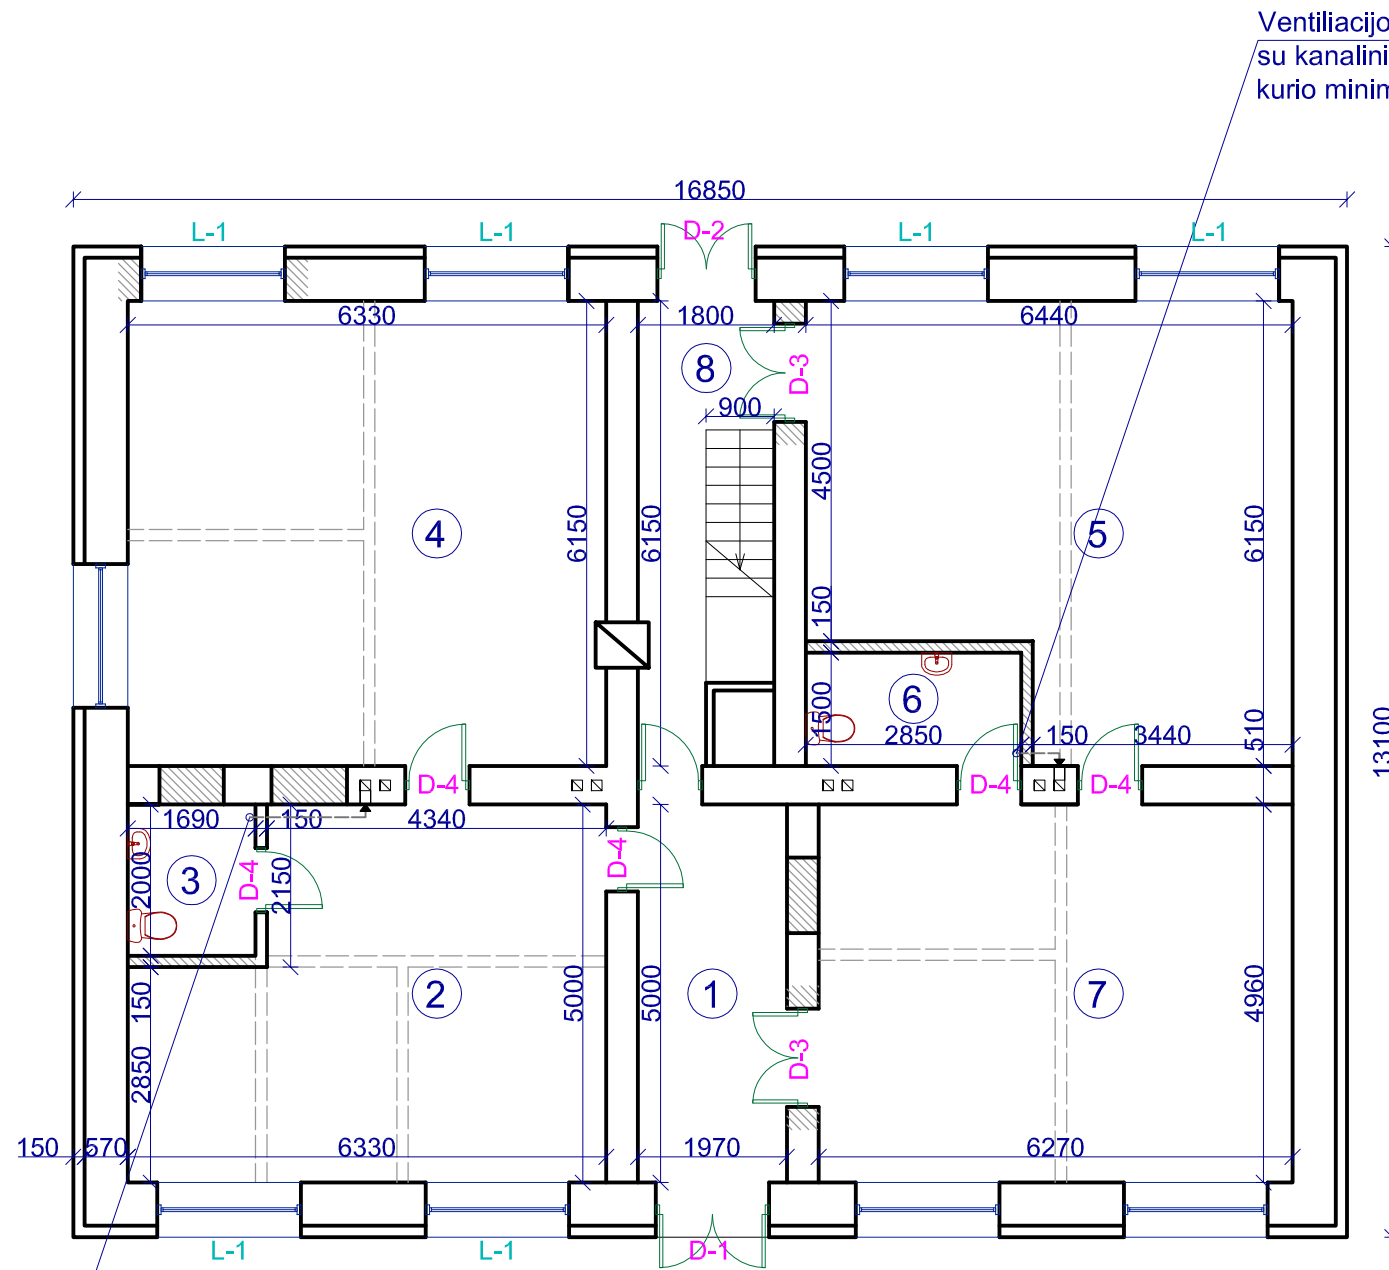 Ventiliacijo
su kanalini
kurio minim
16850
L-1 L-1 D-2 L-1 L-1
6330 1800 6440
8 D-3
900
4500
4 6150 6150 5 6150
150
6
1500 2850 150 3440 510 13100
D-4 D-4 D-4
1690 150 4340
2000 3 D-4 2150 D-4
150 2 5000 5000 1 7 4960
2850 D-3
150 570 6330 1970 6270
L-1 L-1 D-1